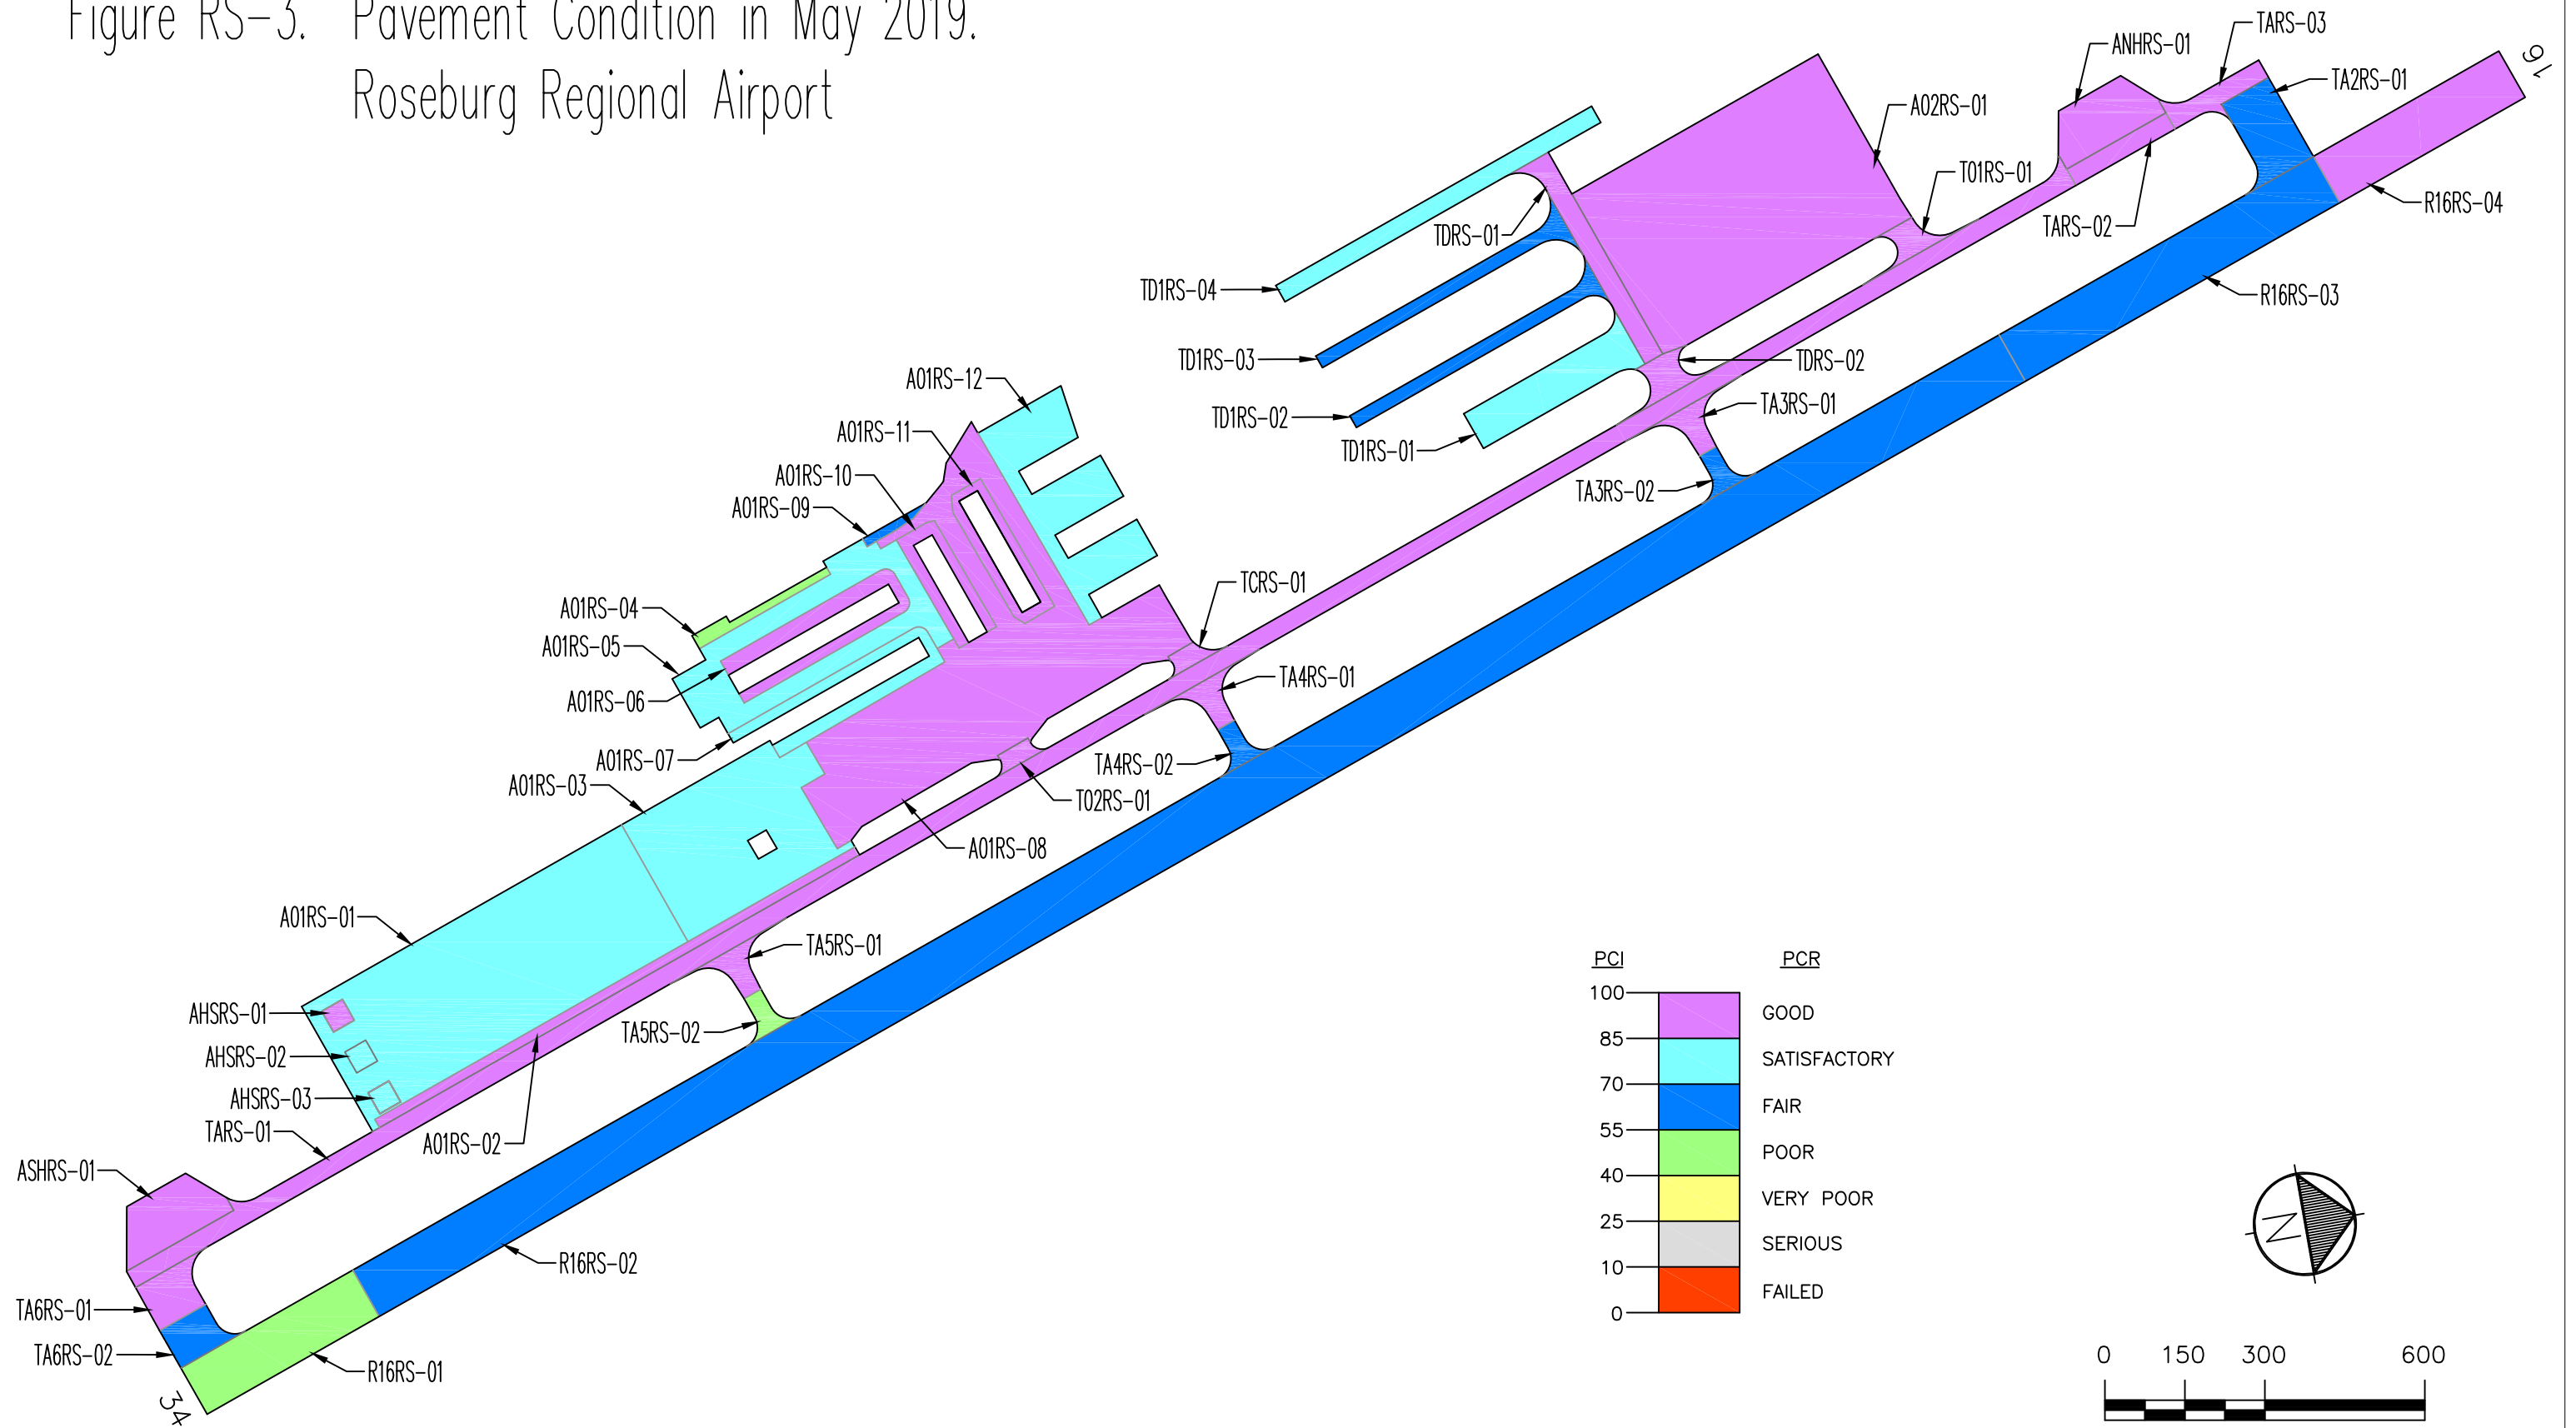 Figure RS-3. Pavement Condition in May 2019.
Roseburg Regional Airport
TARS-03
ANHRS-01
16
TA2RS-01
A02RS-01
T01RS-01
R16RS-04
TARS-02
TDRS-01
TD1RS-04
R16RS-03
TD1RS-03
TDRS-02
A01RS-12
TA3RS-01
TD1RS-02
A01RS-11
TD1RS-01
A01RS-10
TA3RS-02
A01RS-09
TCRS-01
A01RS-04
A01RS-05
TA4RS-01
A01RS-06
A01RS-07
TA4RS-02
A01RS-03
T02RS-01
A01RS-08
A01RS-01
TA5RS-01
AHSRS-01
TA5RS-02
AHSRS-02
AHSRS-03
TARS-01
A01RS-02
ASHRS-01
R16RS-02
TA6RS-01
TA6RS-02
R16RS-01
34
PCI PCR
100
GOOD
85
SATISFACTORY
70
FAIR
55
POOR
40
VERY POOR
25
SERIOUS
10
FAILED
0
N
0 150 300 600